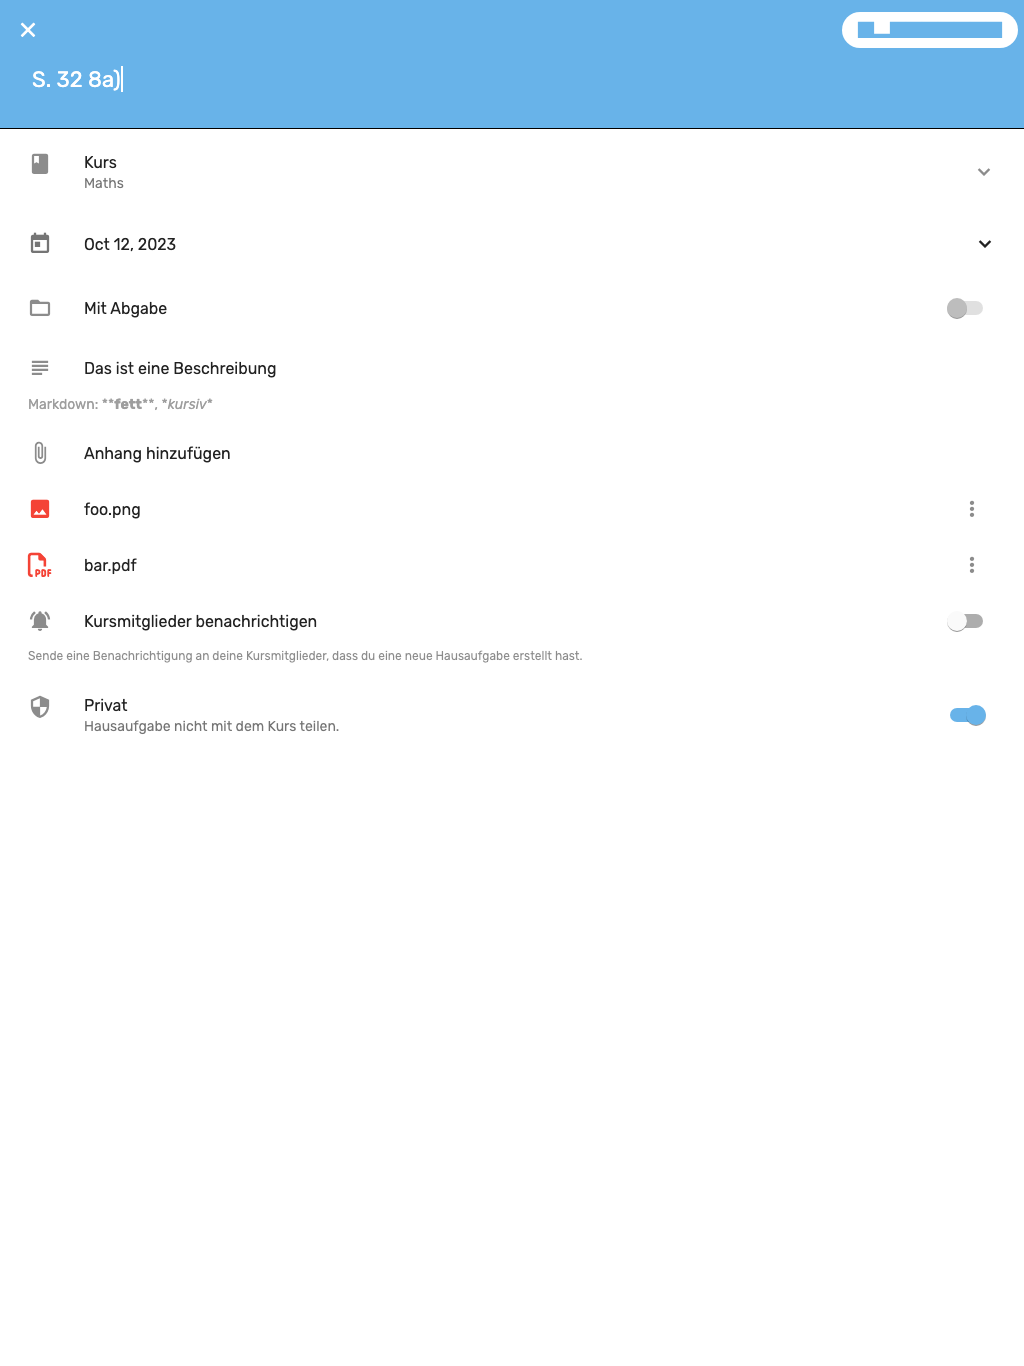 S. 32 8a)
Kurs
Maths
Oct 12, 2023
Mit Abgabe
Das ist eine Beschreibung
Markdown: **fett**, *kursiv*
Anhang hinzufügen
foo.png
PDF
bar.pdf
Kursmitglieder benachrichtigen
Sende eine Benachrichtigung an deine Kursmitglieder, dass du eine neue Hausaufgabe erstellt hast.
Privat
Hausaufgabe nicht mit dem Kurs teilen.